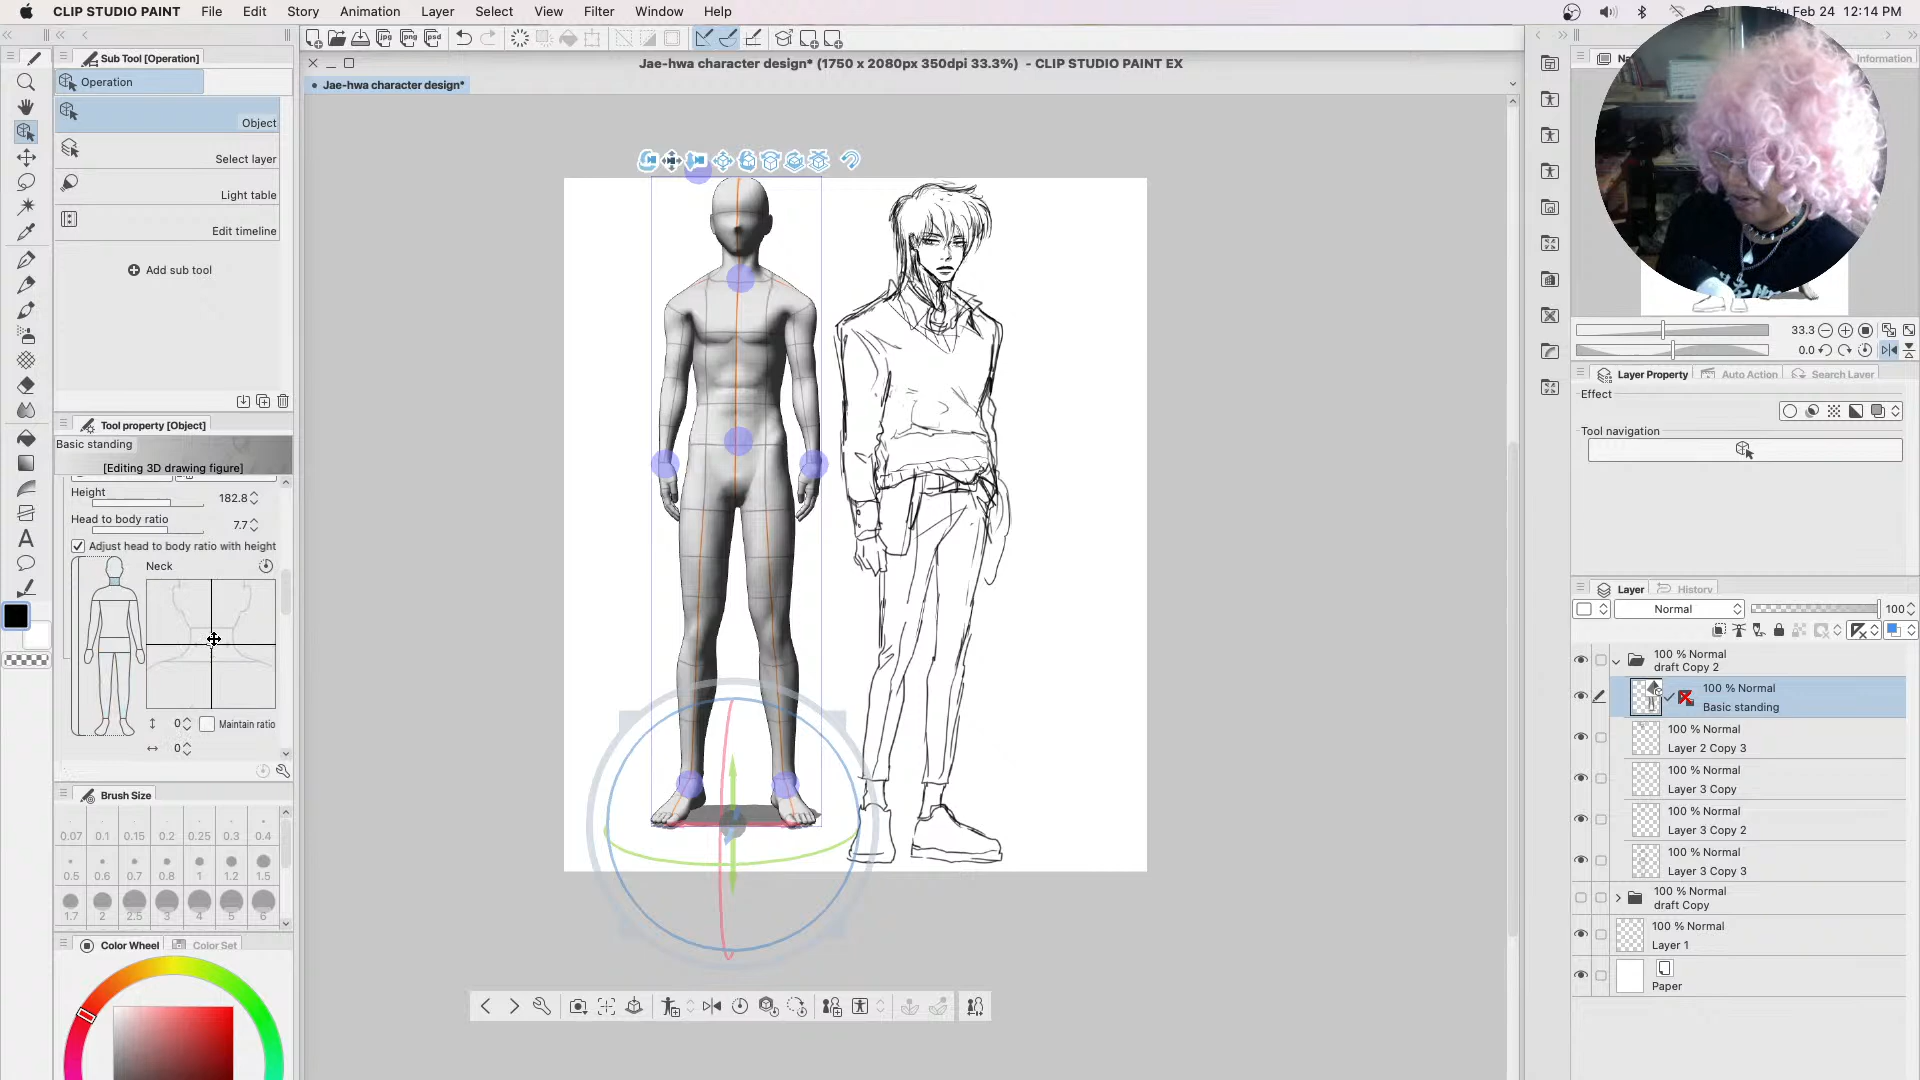 CLIP STUDIO PAINT File Edit Story Animation Layer Select View Filter Window Help
Thu Feb 24 12:14 PM
Sub Tool [Operation]
Operation
Object
Select layer
Light table
Edit timeline
Add sub tool
Tool property [Object]
Basic standing
[Editing 3D drawing figure]
Height 182.8
Head to body ratio 7.7
Adjust head to body ratio with height
Neck
0 Maintain ratio
0
Brush Size
0.07 0.1 0.15 0.2 0.25 0.3 0.4
0.5 0.6 0.7 0.8 1 1.2 1.5
1.7 2 2.5 3 4 5 6
Color Wheel Color Set
Jae-hwa character design* (1750 x 2080px 350dpi 33.3%) - CLIP STUDIO PAINT EX
Jae-hwa character design*
Information
33.3
0.0
Layer Property Auto Action Search Layer
Effect
Tool navigation
Layer History
Normal 100
100 % Normal
draft Copy 2
100 % Normal
Basic standing
100 % Normal
Layer 2 Copy 3
100 % Normal
Layer 3 Copy
100 % Normal
Layer 3 Copy 2
100 % Normal
Layer 3 Copy 3
100 % Normal
draft Copy
100 % Normal
Layer 1
Paper